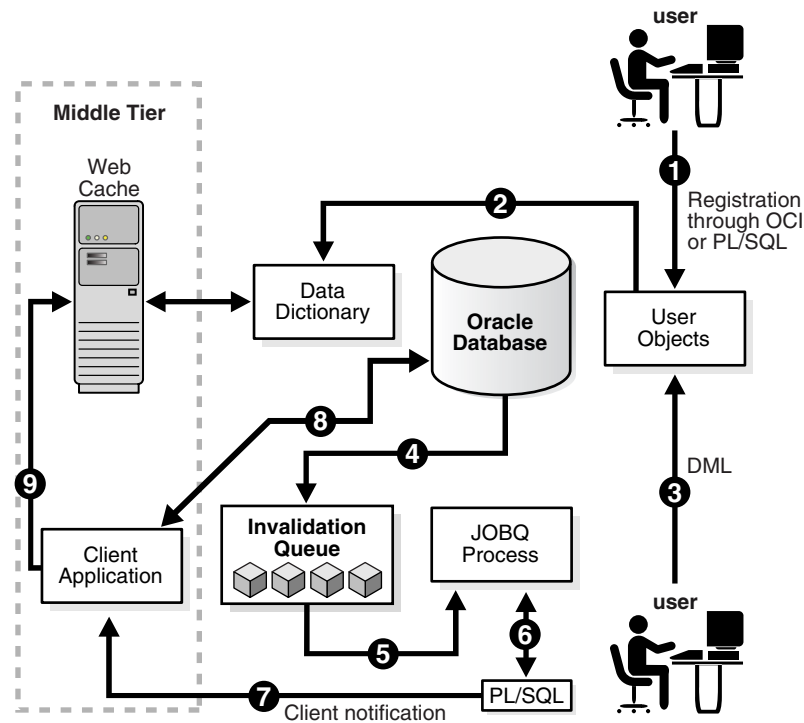 user
Middle Tier
Web
Cache
1
2
Registration
through OCI
or PL/SQL
Data
Dictionary
Oracle
Database
User
Objects
8
4
DML
9
3
Invalidation
Queue
JOBQ
Process
Client
Application
user
5
6
7
PL/SQL
Client notification